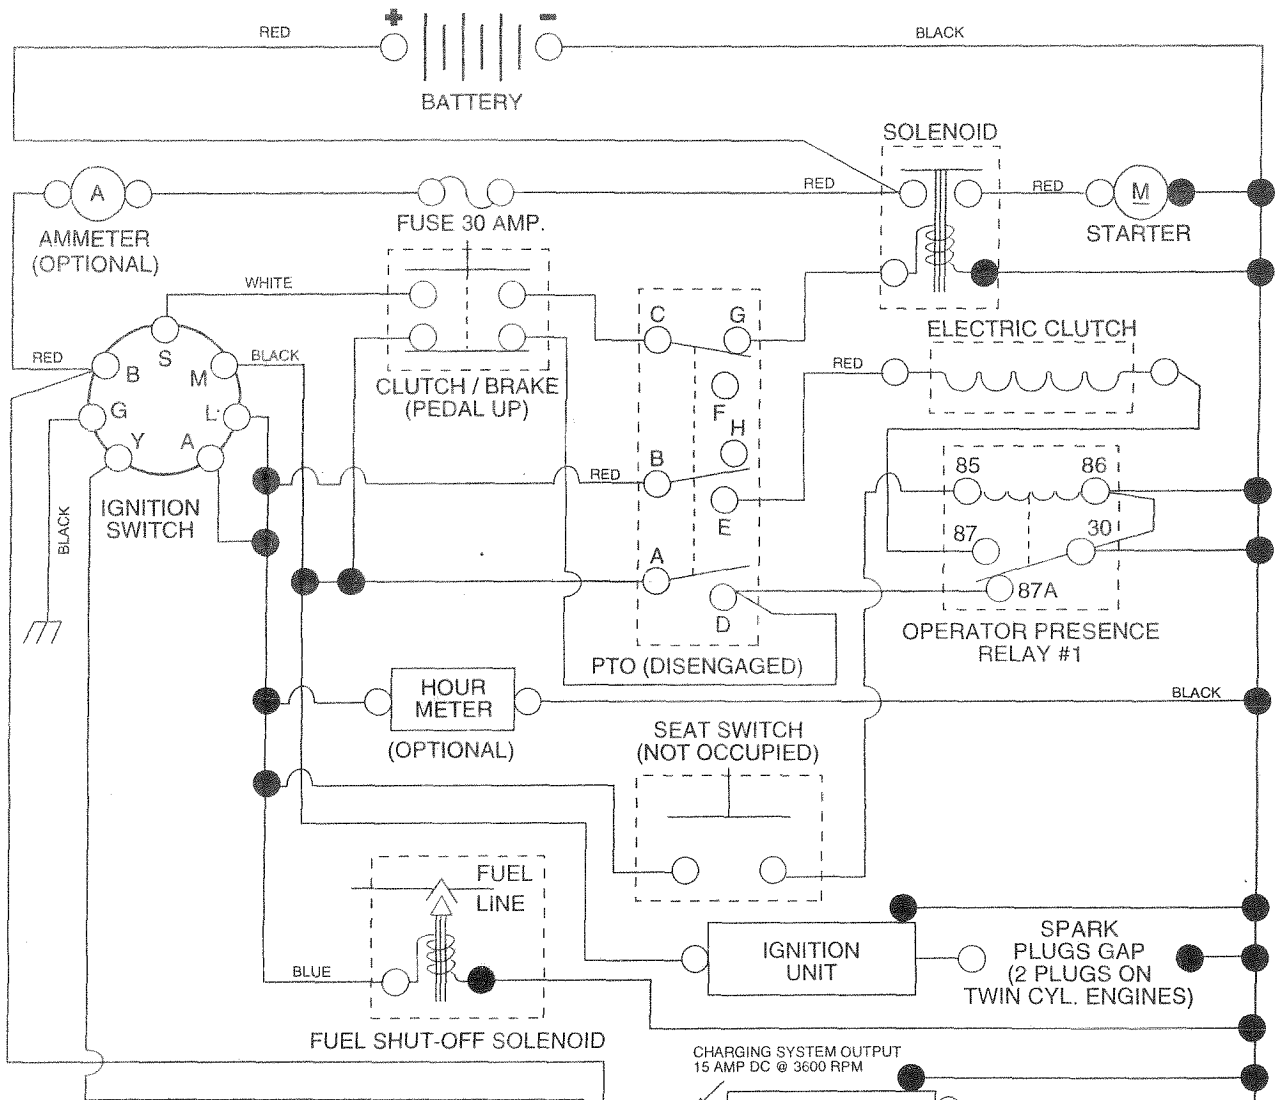 + -
RED
BLACK
BATTERY
SOLENOID
A
RED
RED
M
FUSE 30 AMP.
STARTER
AMMETER
(OPTIONAL)
WHITE
C G
ELECTRIC CLUTCH
S
RED
B
M
BLACK
CLUTCH / BRAKE
(PEDAL UP)
RED
F
G
L
H
Y A
B
RED
85 86
IGNITION
SWITCH
BLACK
E
87 30
A
87A
D
OPERATOR PRESENCE
RELAY #1
PTO (DISENGAGED)
HOUR
METER
BLACK
(OPTIONAL)
SEAT SWITCH
(NOT OCCUPIED)
FUEL
LINE
IGNITION
UNIT
SPARK
PLUGS GAP
(2 PLUGS ON
TWIN CYL. ENGINES)
BLUE
FUEL SHUT-OFF SOLENOID
CHARGING SYSTEM OUTPUT
15 AMP DC @ 3600 RPM